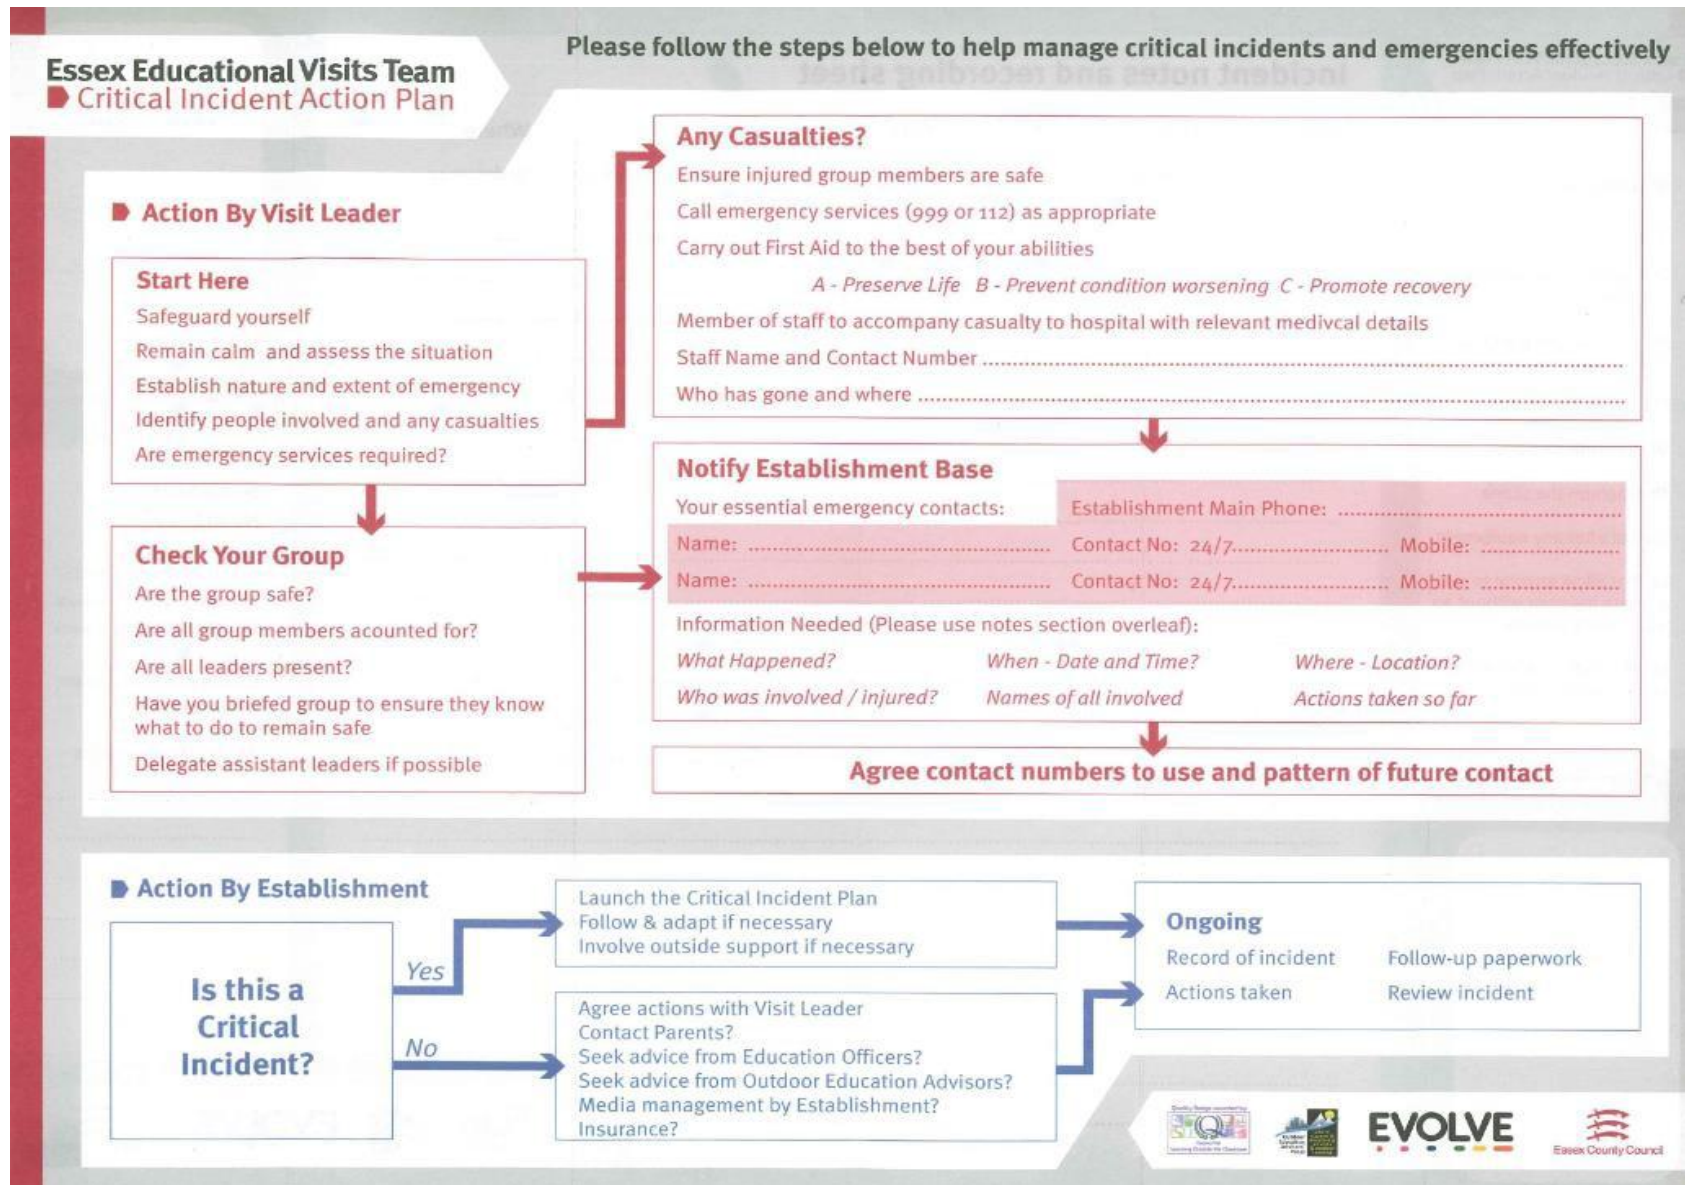 Please follow the steps below to help manage critical incidents and emergencies effectively
Essex Educational Visits Team
Critical Incident Action Plan
Action By Visit Leader
Start Here
Safeguard yourself
Remain calm and assess the situation
Establish nature and extent of emergency
Identify people involved and any casualties
Are emergency services required?
Check Your Group
Are the group safe?
Are all group members acounted for?
Are all leaders present?
Have you briefed group to ensure they know
what to do to remain safe
Delegate assistant leaders if possible
Any Casualties?
Ensure injured group members are safe
Call emergency services (999 or 112) as appropriate
Carry out First Aid to the best of your abilities
A - Preserve Life B - Prevent condition worsening C - Promote recovery
Member of staff to accompany casualty to hospital with relevant medivcal details
Staff Name and Contact Number
Who has gone and where
Notify Establishment Base
Your essential emergency contacts: Establishment Main Phone:
Name: Contact No: 24/7 Mobile:
Name: Contact No: 24/7 Mobile:
Information Needed (Please use notes section overleaf):
What Happened? When - Date and Time? Where - Location?
Who was involved / injured? Names of all involved Actions taken so far
Agree contact numbers to use and pattern of future contact
Action By Establishment
Is this a
Critical
Incident?
Yes
No
Launch the Critical Incident Plan
Follow & adapt if necessary
Involve outside support if necessary
Agree actions with Visit Leader
Contact Parents?
Seek advice from Education Officers?
Seek advice from Outdoor Education Advisors?
Media management by Establishment?
Insurance?
Ongoing
Record of incident Follow-up paperwork
Actions taken Review incident
EVOLVE
Essex County Council